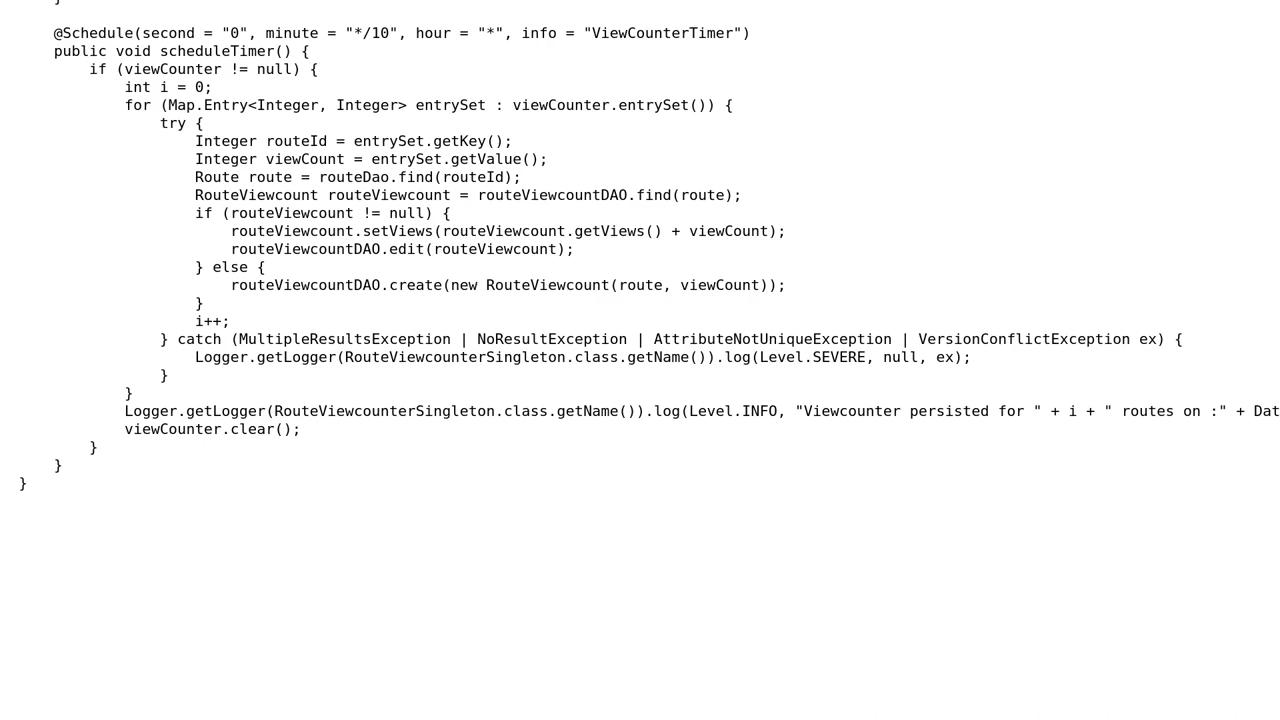 }
@Schedule(second = "0", minute = "*/10", hour = "*", info = "ViewCounterTimer")
public void scheduleTimer() {
if (viewCounter != null) {
int i = 0;
for (Map.Entry<Integer, Integer> entrySet : viewCounter.entrySet()) {
try {
Integer routeId = entrySet.getKey();
Integer viewCount = entrySet.getValue();
Route route = routeDao.find(routeId);
RouteViewcount routeViewcount = routeViewcountDAO.find(route);
if (routeViewcount != null) {
routeViewcount.setViews(routeViewcount.getViews() + viewCount);
routeViewcountDAO.edit(routeViewcount);
} else {
routeViewcountDAO.create(new RouteViewcount(route, viewCount));
}
i++;
} catch (MultipleResultsException | NoResultException | AttributeNotUniqueException | VersionConflictException ex) {
Logger.getLogger(RouteViewcounterSingleton.class.getName()).log(Level.SEVERE, null, ex);
}
}
Logger.getLogger(RouteViewcounterSingleton.class.getName()).log(Level.INFO, "Viewcounter persisted for " + i + " routes on :" + Dat
viewCounter.clear();
}
}
}